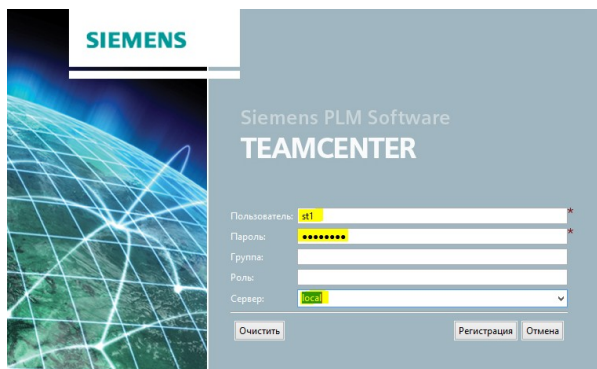 SIEMENS
Siemens PLM Software
TEAMCENTER
Пользователь: st1 *
Пароль: •••••••• *
Группа:
Роль:
Сервер: local
Очистить Регистрация Отмена